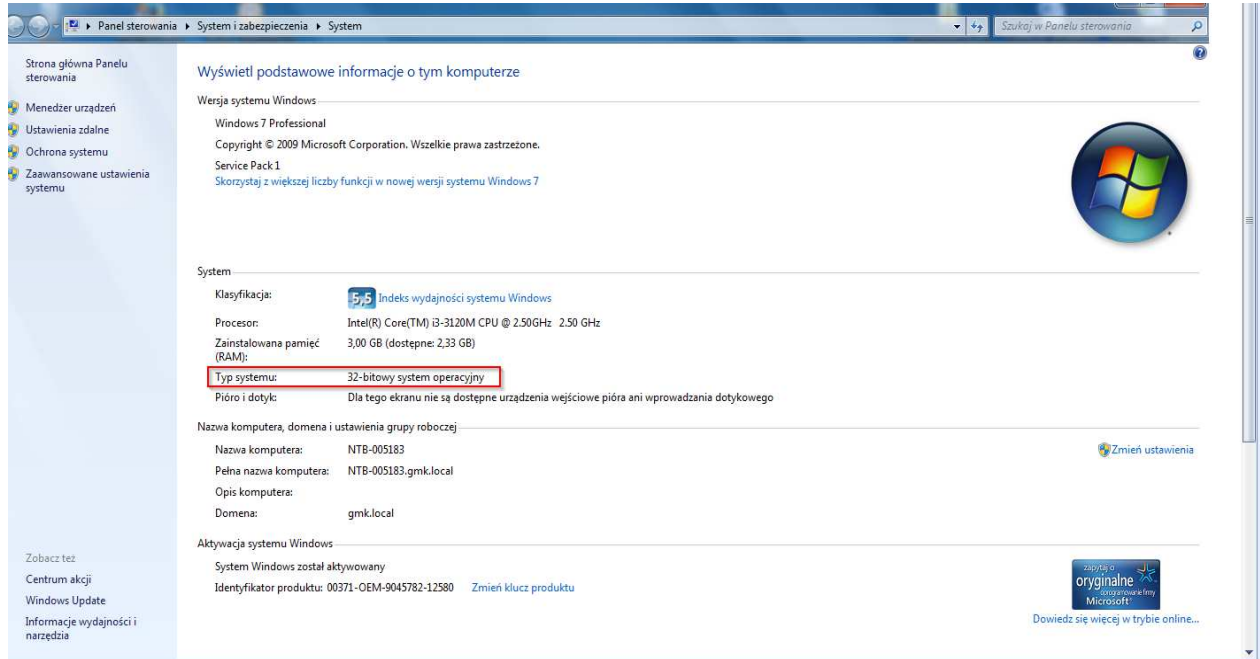 Panel sterowania ▸ System i zabezpieczenia ▸ System
Szukaj w Panelu sterowania
Strona główna Panelu
sterowania
Menedżer urządzeń
Ustawienia zdalne
Ochrona systemu
Zaawansowane ustawienia
systemu
Wyświetl podstawowe informacje o tym komputerze
Wersja systemu Windows
Windows 7 Professional
Copyright © 2009 Microsoft Corporation. Wszelkie prawa zastrzeżone.
Service Pack 1
Skorzystaj z większej liczby funkcji w nowej wersji systemu Windows 7
System
Klasyfikacja: 5,5 Indeks wydajności systemu Windows
Procesor: Intel(R) Core(TM) i3-3120M CPU @ 2.50GHz 2.50 GHz
Zainstalowana pamięć 3,00 GB (dostępne: 2,33 GB)
(RAM):
Typ systemu: 32-bitowy system operacyjny
Pióro i dotyk: Dla tego ekranu nie są dostępne urządzenia wejściowe pióra ani wprowadzania dotykowego
Nazwa komputera, domena i ustawienia grupy roboczej
Nazwa komputera: NTB-005183 Zmień ustawienia
Pełna nazwa komputera: NTB-005183.gmk.local
Opis komputera:
Domena: gmk.local
Aktywacja systemu Windows
System Windows został aktywowany
Identyfikator produktu: 00371-OEM-9045782-12580 Zmień klucz produktu
zapytaj o
oryginalne
oprogramowanie firmy
Microsoft
Dowiedz się więcej w trybie online...
Zobacz też
Centrum akcji
Windows Update
Informacje wydajności i
narzędzia